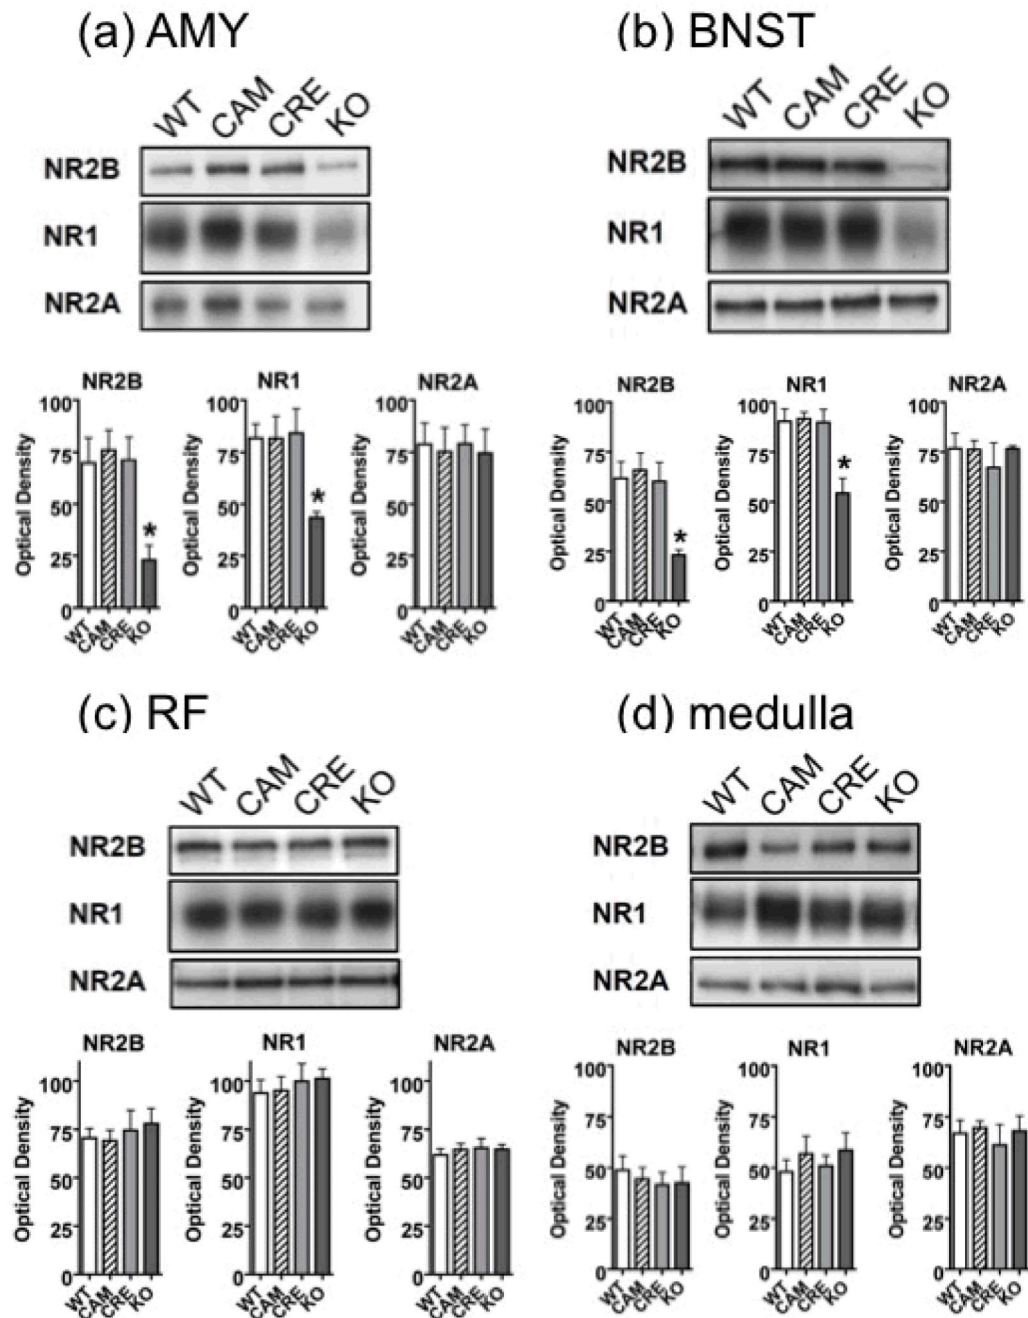 (a) AMY
(b) BNST
WT CAM CRE KO
NR2B
NR1
NR2A
WT CAM CRE KO
NR2B
NR1
NR2A
NR2B
Optical Density
100
75
50
25
0
WT CAM CRE KO
NR1
Optical Density
100
75
50
25
0
*
WT CAM CRE KO
NR2A
Optical Density
100
75
50
25
0
WT CAM CRE KO
*
NR2B
Optical Density
100
75
50
25
0
*
WT CAM CRE KO
NR1
Optical Density
100
75
50
25
0
*
WT CAM CRE KO
NR2A
Optical Density
100
75
50
25
0
WT CAM CRE KO
(c) RF
(d) medulla
WT CAM CRE KO
NR2B
NR1
NR2A
WT CAM CRE KO
NR2B
NR1
NR2A
NR2B
Optical Density
100
75
50
25
0
WT CAM CRE KO
NR1
Optical Density
100
75
50
25
0
WT CAM CRE KO
NR2A
Optical Density
100
75
50
25
0
WT CAM CRE KO
NR2B
Optical Density
100
75
50
25
0
WT CAM CRE KO
NR1
Optical Density
100
75
50
25
0
WT CAM CRE KO
NR2A
Optical Density
100
75
50
25
0
WT CAM CRE KO